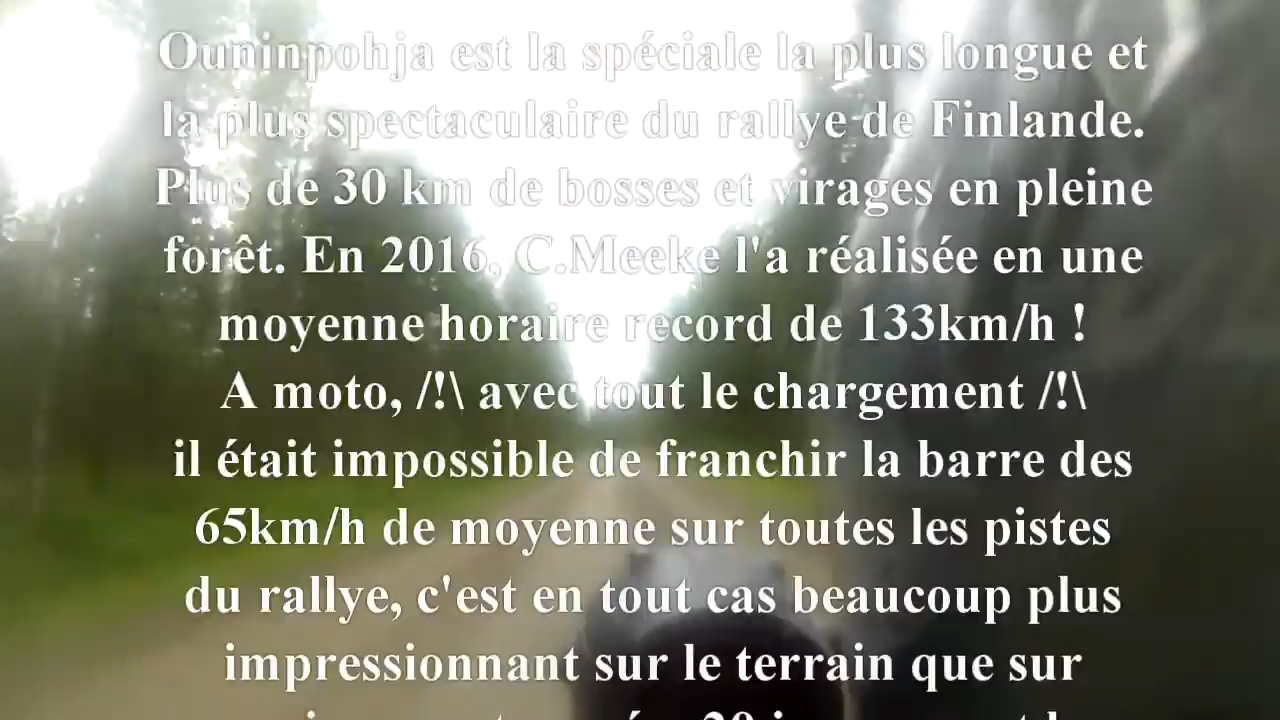 Ouninpohja est la spéciale la plus longue et
la plus spectaculaire du rallye de Finlande.
Plus de 30 km de bosses et virages en pleine
forêt. En 2016, C.Meeke l'a réalisée en une
moyenne horaire record de 133km/h !
A moto, /!\ avec tout le chargement /!\
il était impossible de franchir la barre des
65km/h de moyenne sur toutes les pistes
du rallye, c'est en tout cas beaucoup plus
impressionnant sur le terrain que sur